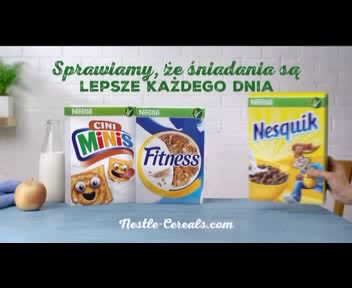 Sprawiamy, że śniadania są
LEPSZE KAŻDEGO DNIA
Nestlé
Nestlé
Nestlé
CINI
MINIS
Fitness
Nesquik
Nestle-Cereals.com